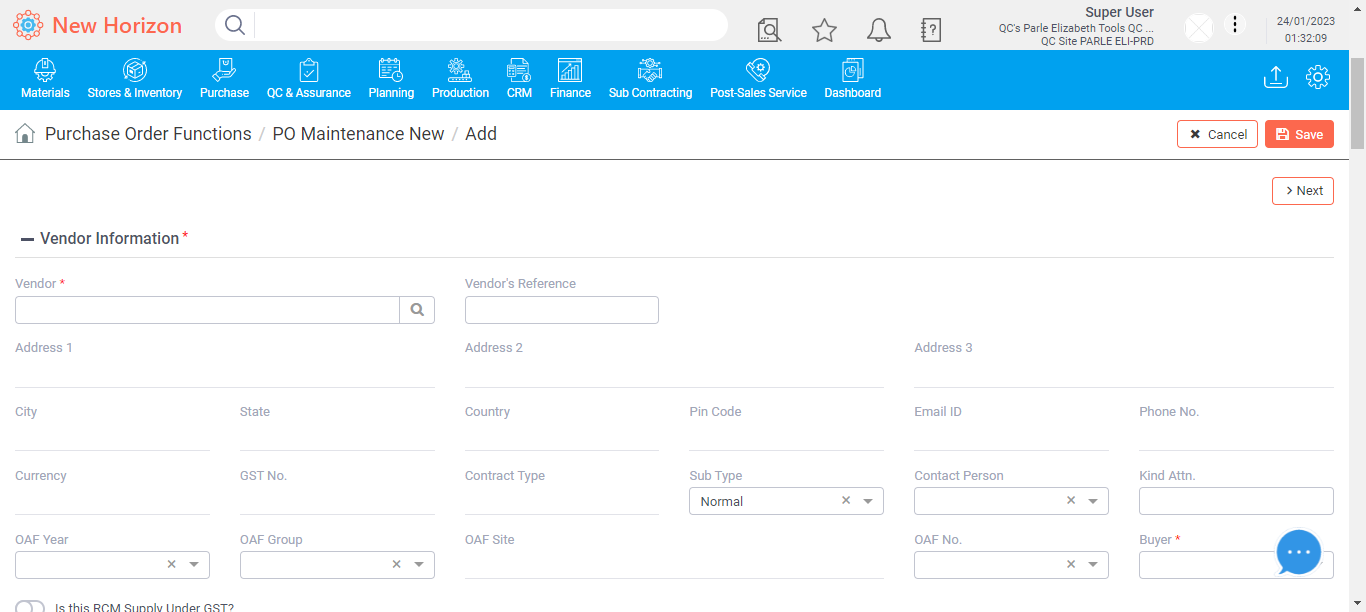 New Horizon
Super User
QC's Parle Elizabeth Tools QC ...
QC Site PARLE ELI-PRD
24/01/2023
01:32:09
Materials
Stores & Inventory
Purchase
QC & Assurance
Planning
Production
CRM
Finance
Sub Contracting
Post-Sales Service
Dashboard
Purchase Order Functions / PO Maintenance New / Add
Cancel
Save
Next
Vendor Information *
Vendor *
Vendor's Reference
Address 1
Address 2
Address 3
City
State
Country
Pin Code
Email ID
Phone No.
Currency
GST No.
Contract Type
Sub Type
Contact Person
Kind Attn.
Normal
OAF Year
OAF Group
OAF Site
OAF No.
Buyer *
Is this RCM Supply Under GST?